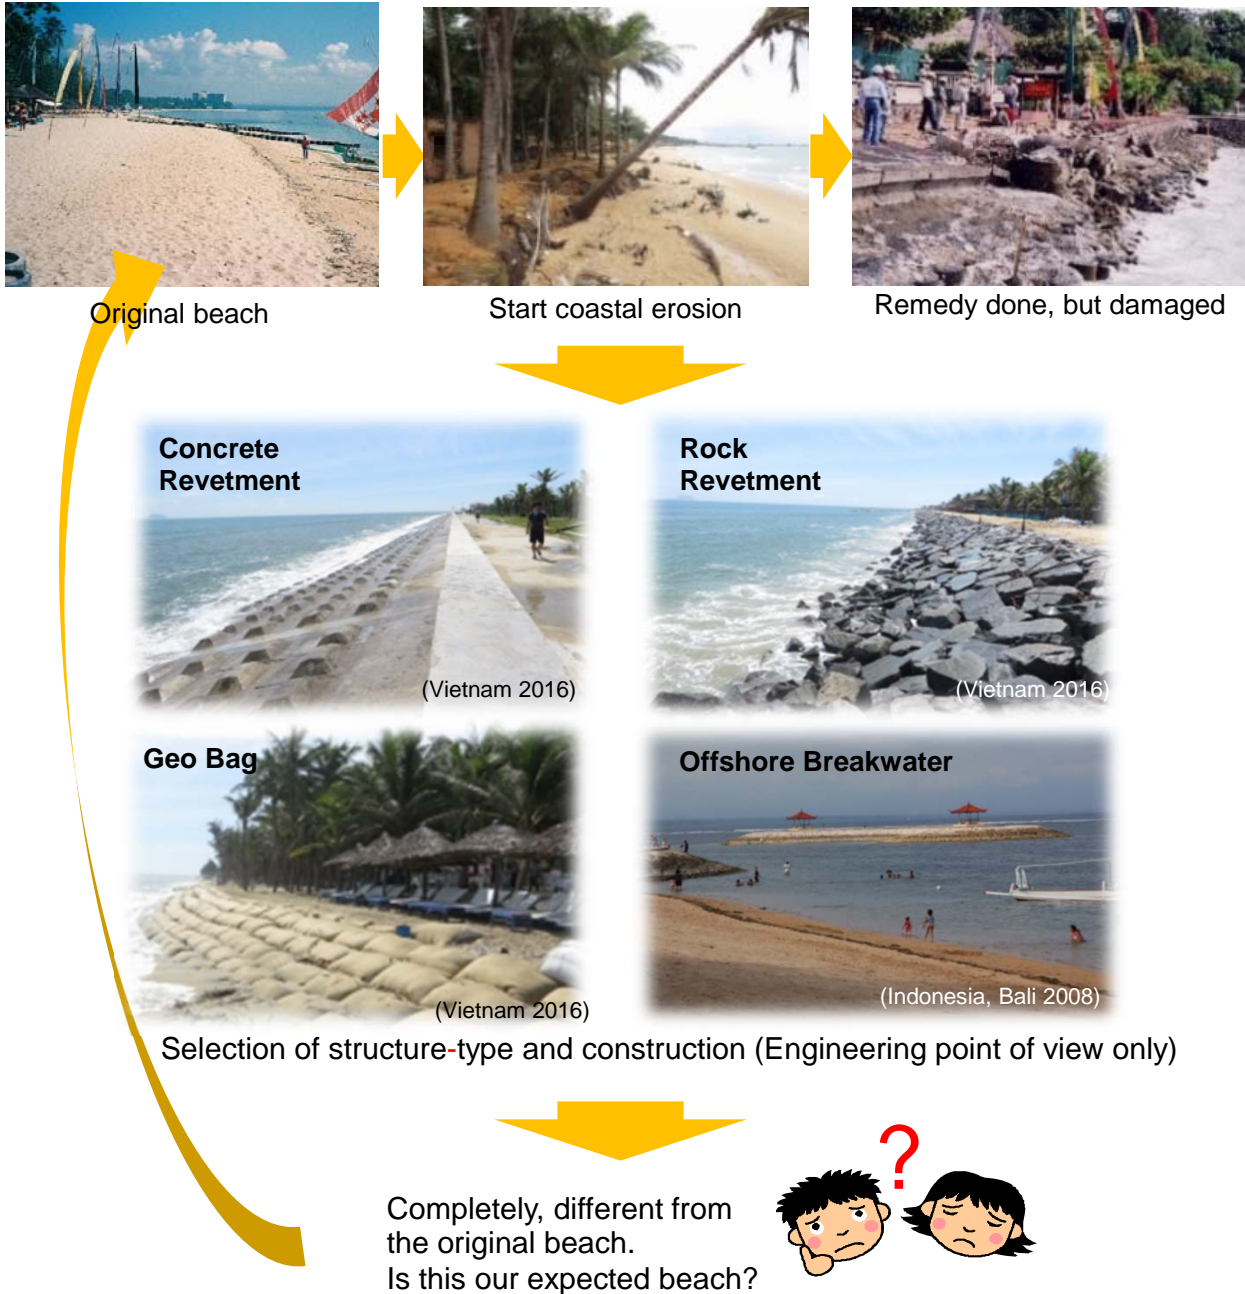 Original beach
Start coastal erosion
Remedy done, but damaged
Concrete
Revetment
(Vietnam 2016)
Rock
Revetment
(Vietnam 2016)
Geo Bag
(Vietnam 2016)
Offshore Breakwater
(Indonesia, Bali 2008)
Selection of structure-type and construction (Engineering point of view only)
?
Completely, different from
the original beach.
Is this our expected beach?